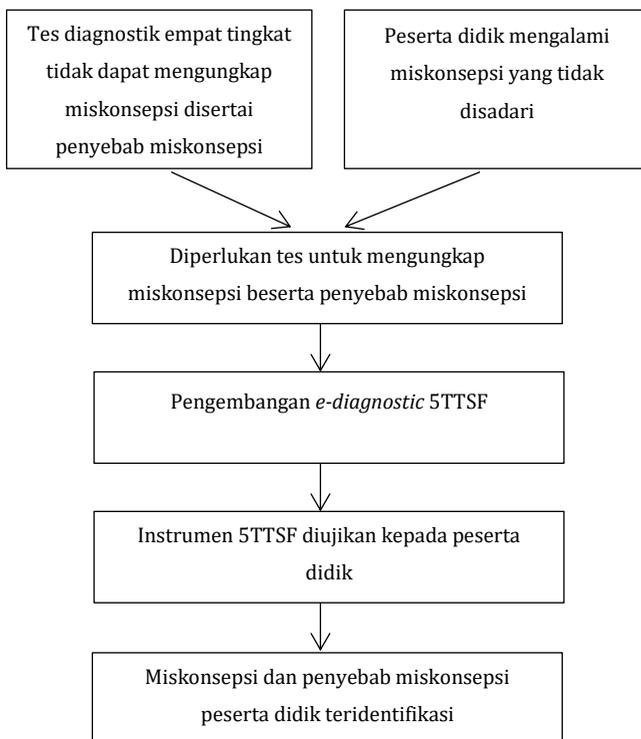 Tes diagnostik empat tingkat
tidak dapat mengungkap
miskonsepsi disertai
penyebab miskonsepsi
Peserta didik mengalami
miskonsepsi yang tidak
disadari
Diperlukan tes untuk mengungkap
miskonsepsi beserta penyebab miskonsepsi
Pengembangan e-diagnostic 5TTSF
Instrumen 5TTSF diujikan kepada peserta
didik
Miskonsepsi dan penyebab miskonsepsi
peserta didik teridentifikasi